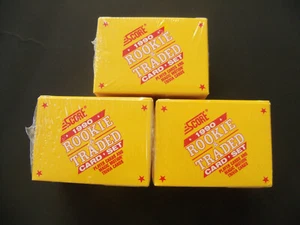 SCORE
1990
ROOKIE
TRADED
CARD • SET
SCORE
1990
ROOKIE
TRADED
CARD • SET
SCORE
1990
ROOKIE
TRADED
CARD • SET